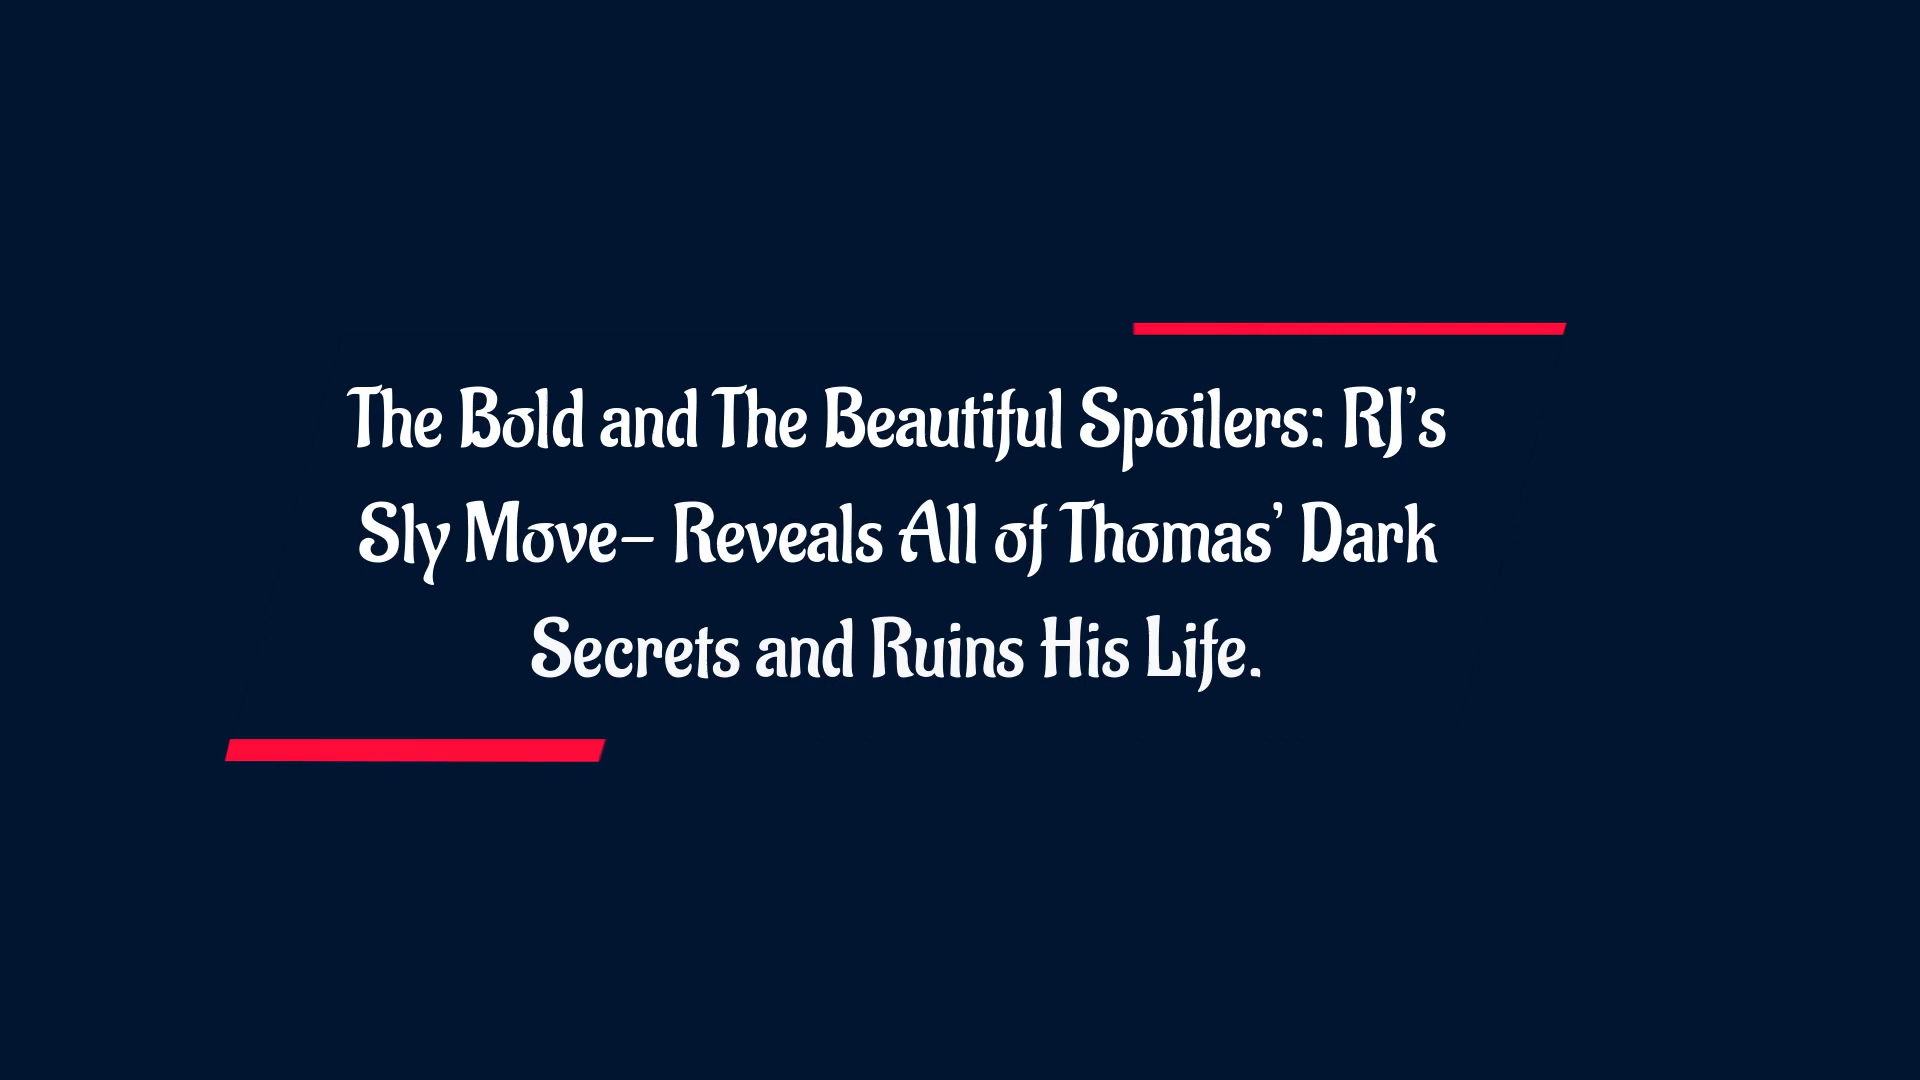 The Bold and The Beautiful Spoilers: RJ's
Sly Move– Reveals All of Thomas' Dark
Secrets and Ruins His Life.